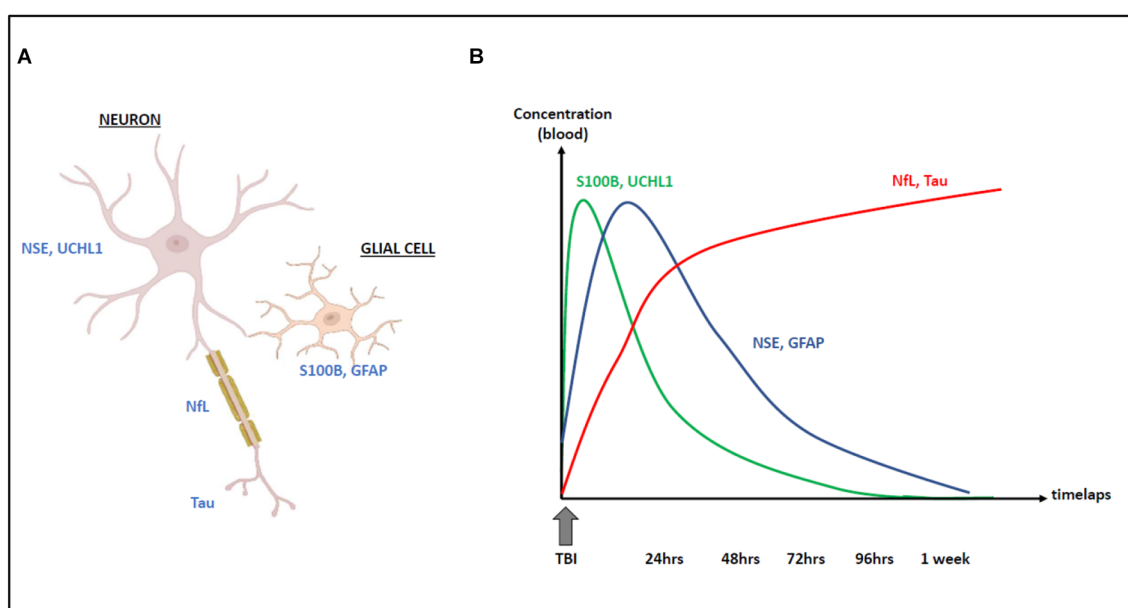 A
NEURON
NSE, UCHL1
GLIAL CELL
S100B, GFAP
NfL
Tau
B
Concentration
(blood)
S100B, UCHL1
NfL, Tau
NSE, GFAP
timelaps
TBI 24hrs 48hrs 72hrs 96hrs 1 week